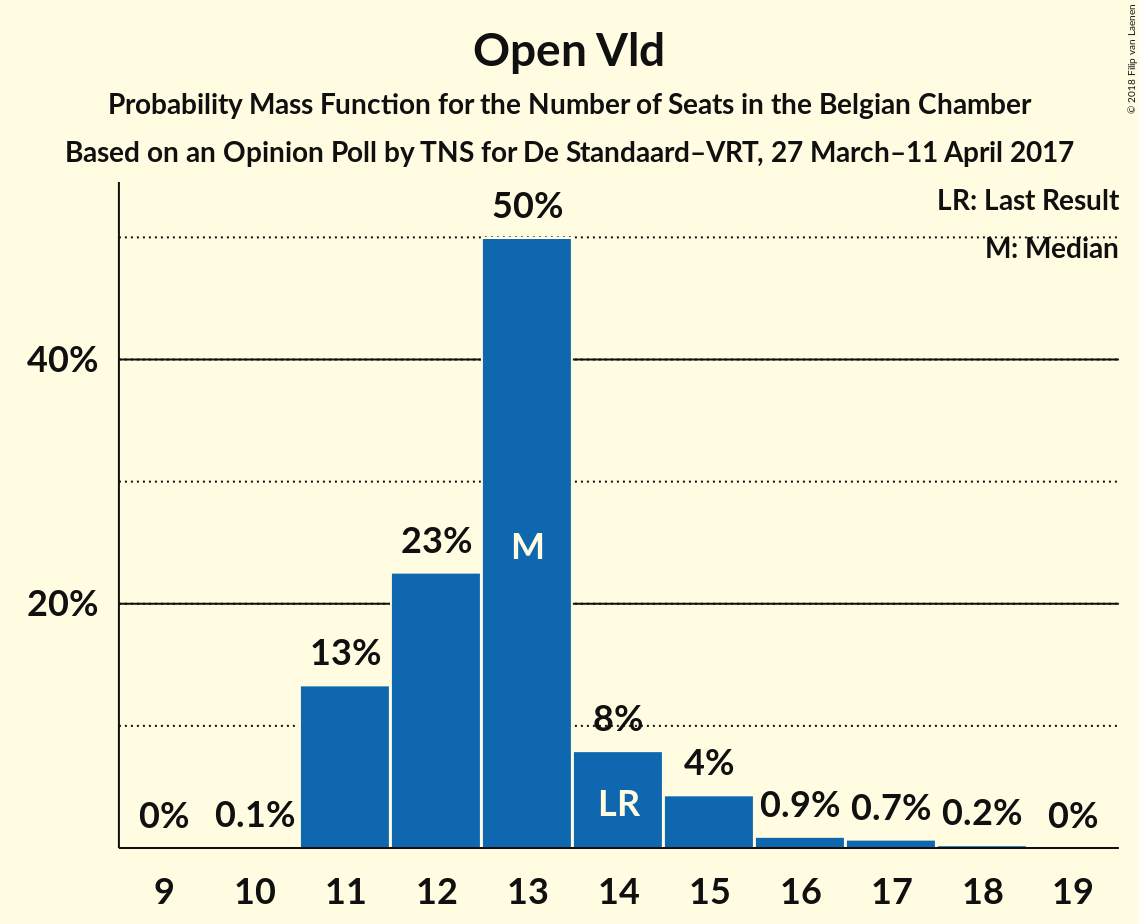 Open Vld
Probability Mass Function for the Number of Seats in the Belgian Chamber
Based on an Opinion Poll by TNS for De Standaard–VRT, 27 March–11 April 2017
© 2018 Filip van Laenen
LR: Last Result
M: Median
50%
40%
23%
M
20%
13%
8%
4%
LR
0%
0.1%
0.9%
0.7%
0.2%
0%
9 10 11 12 13 14 15 16 17 18 19